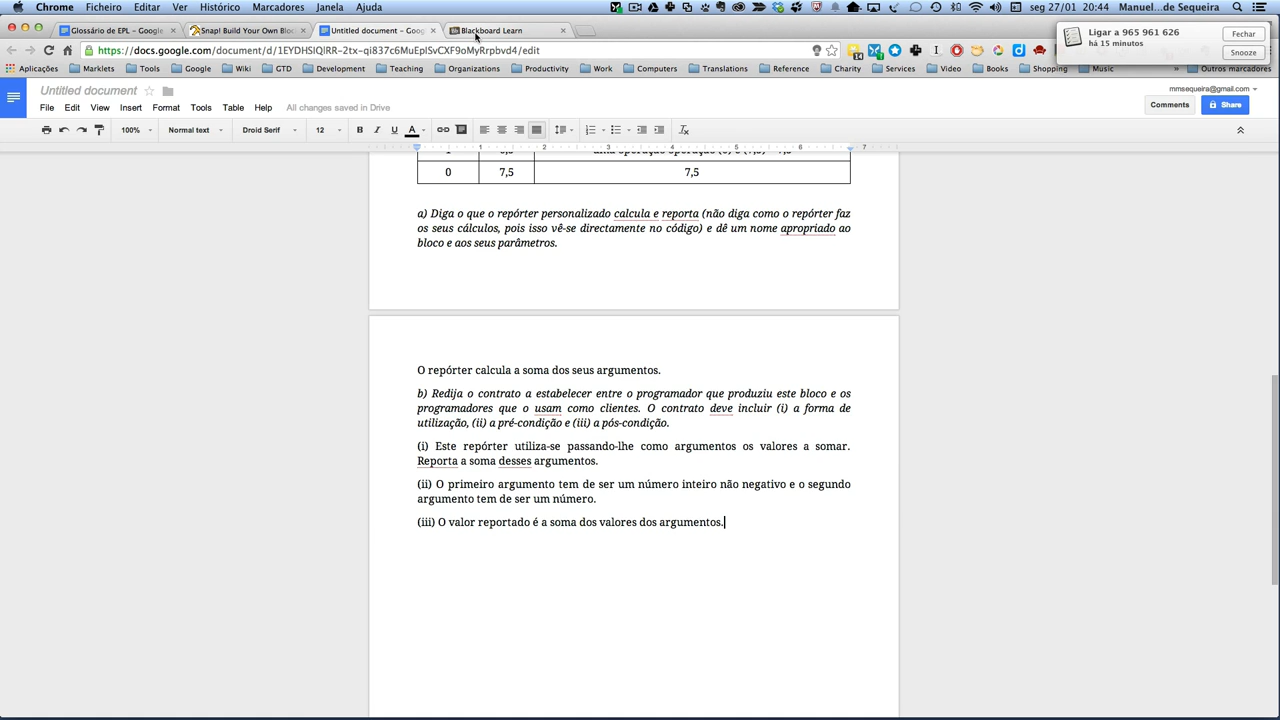 Chrome Ficheiro Editar Ver Histórico Marcadores Janela Ajuda
seg 27/01 20:44 Manuel...de Sequeira
Glossário de EPL – Google
Snap! Build Your Own Bloc
Untitled document – Goog
Blackboard Learn
Ligar a 965 961 626
há 15 minutos
Fechar
Snooze
Aplicações Marklets Tools Google Wiki GTD Development Teaching Organizations Productivity Work Computers Translations Reference Charity Services Video Books Shopping Music » Outros marcadores
Untitled document
mmsequeira@gmail.com
File Edit View Insert Format Tools Table Help All changes saved in Drive
Comments
Share
100% Normal text Droid Serif 12 B I U A
1 2 3 4 5 6 7
0 7,5 7,5
a) Diga o que o repórter personalizado calcula e reporta (não diga como o repórter faz
os seus cálculos, pois isso vê-se directamente no código) e dê um nome apropriado ao
bloco e aos seus parâmetros.
O repórter calcula a soma dos seus argumentos.
b) Redija o contrato a estabelecer entre o programador que produziu este bloco e os
programadores que o usam como clientes. O contrato deve incluir (i) a forma de
utilização, (ii) a pré-condição e (iii) a pós-condição.
(i) Este repórter utiliza-se passando-lhe como argumentos os valores a somar.
Reporta a soma desses argumentos.
(ii) O primeiro argumento tem de ser um número inteiro não negativo e o segundo
argumento tem de ser um número.
(iii) O valor reportado é a soma dos valores dos argumentos.